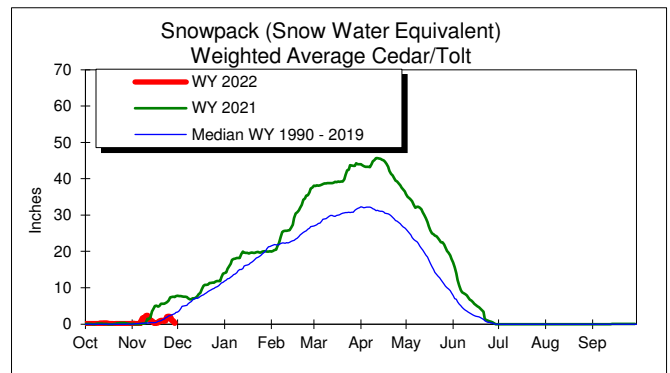 Snowpack (Snow Water Equivalent)
Weighted Average Cedar/Tolt
70
60
50
40
30
20
10
0
Inches
WY 2022
WY 2021
Median WY 1990 - 2019
Oct Nov Dec Jan Feb Mar Apr May Jun Jul Aug Sep